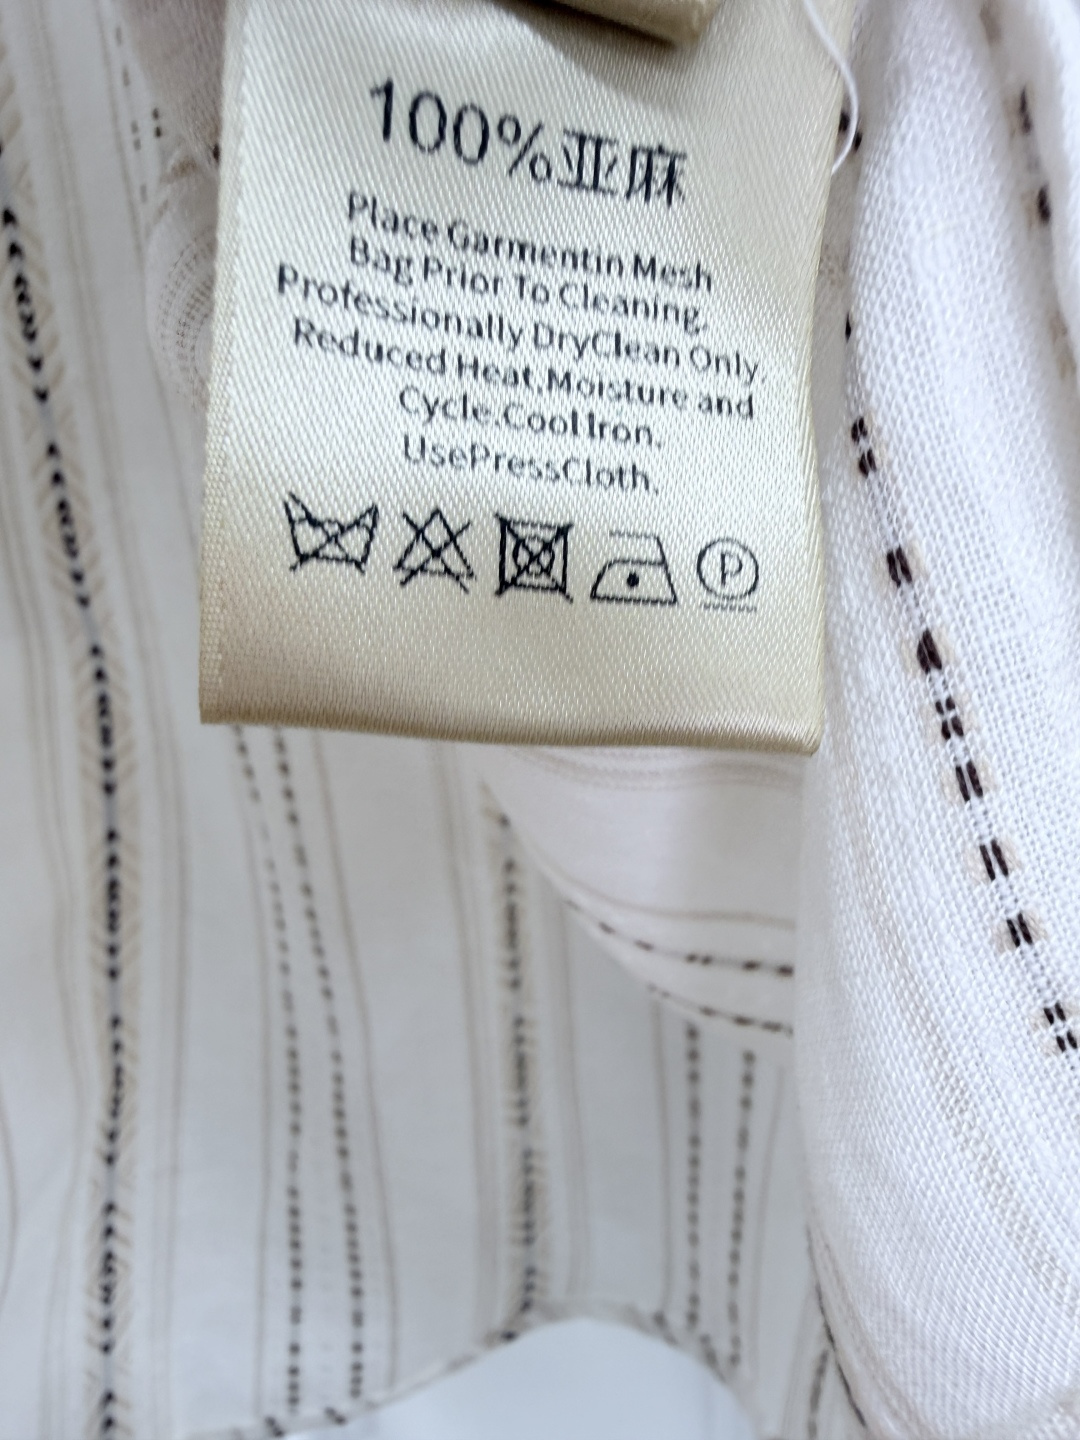 100%亚麻
Place Garmentin Mesh
Bag Prior To Cleaning.
Professionally DryClean Only.
Reduced Heat.Moisture and
Cycle.Cool Iron.
UsePressCloth.
P